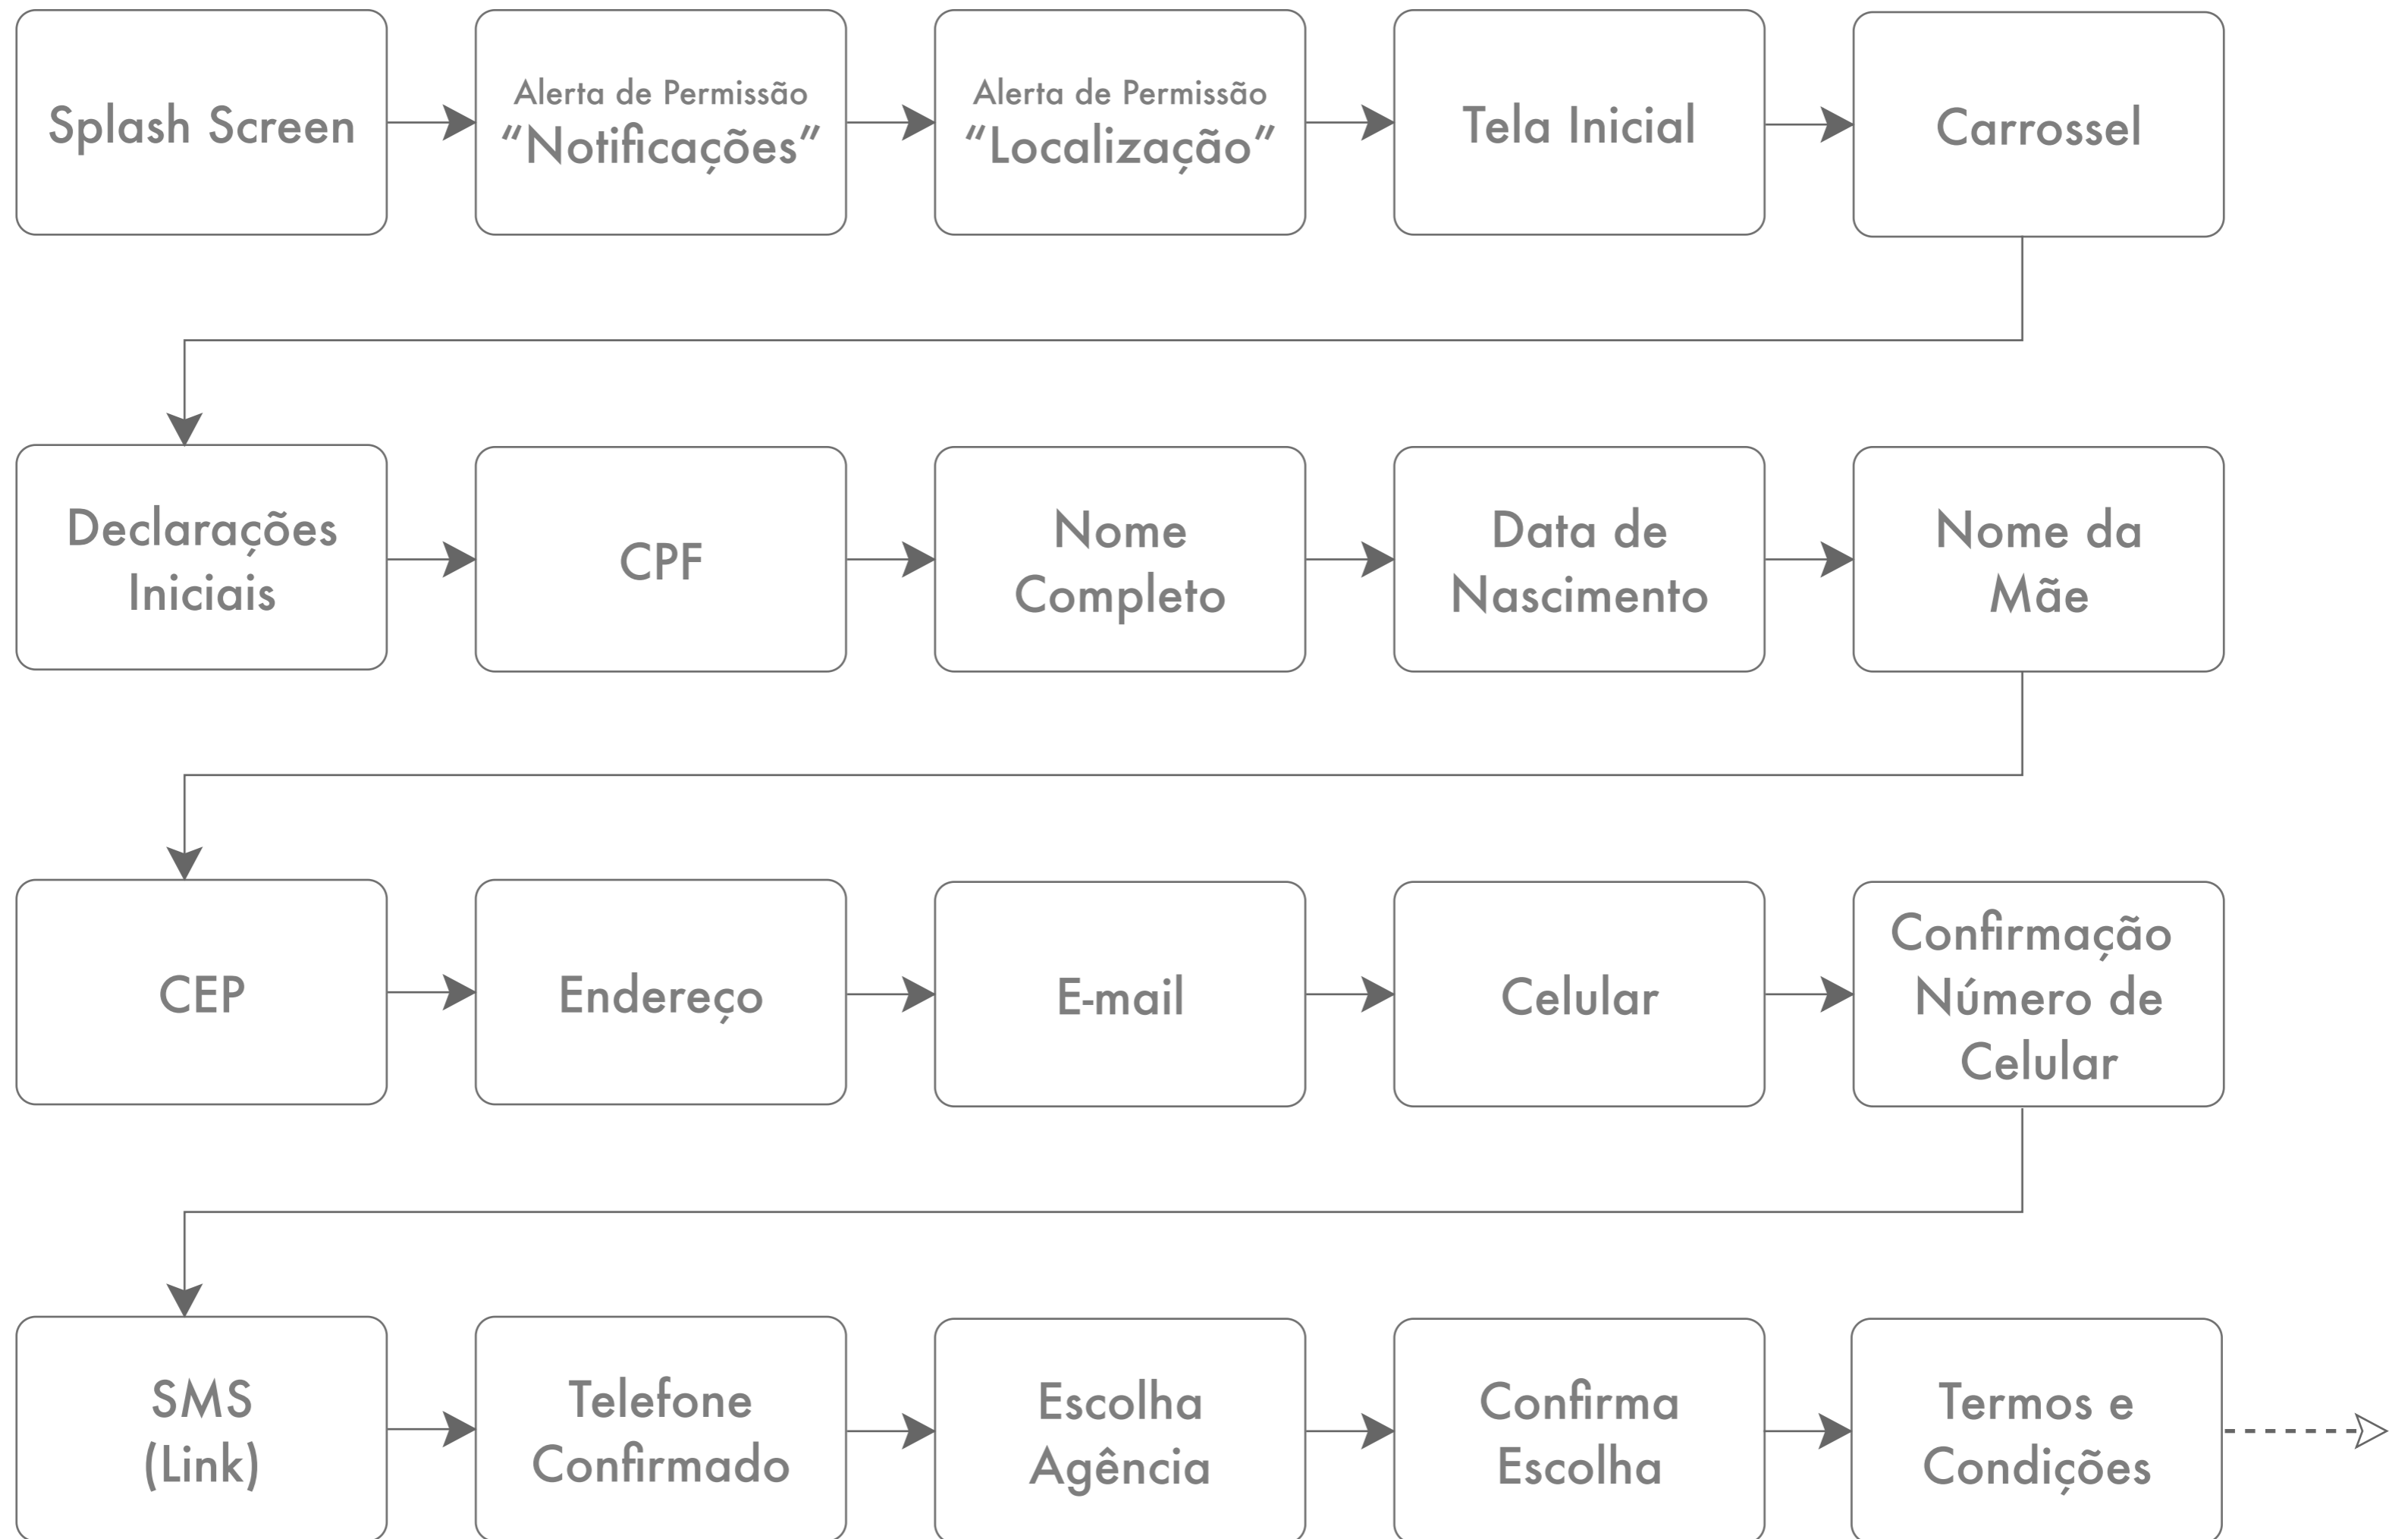 Splash Screen
Alerta de Permissão
“Notificações”
Alerta de Permissão
“Localização”
Tela Inicial
Carrossel
Declarações
Iniciais
CPF
Nome
Completo
Data de
Nascimento
Nome da
Mãe
CEP
Endereço
E-mail
Celular
Confirmação
Número de
Celular
SMS
(Link)
Telefone
Confirmado
Escolha
Agência
Confirma
Escolha
Termos e
Condições